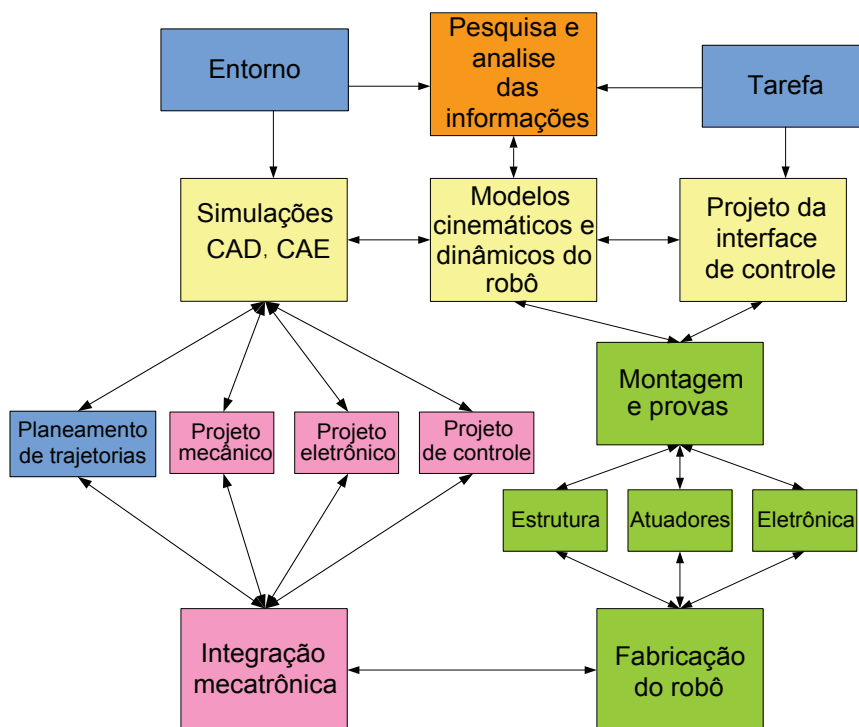 Entorno
Pesquisa e
analise
das
informações
Tarefa
Simulações
CAD, CAE
Modelos
cinemáticos e
dinâmicos do
robô
Projeto da
interface
de controle
Montagem
e provas
Planeamento
de trajetorias
Projeto
mecânico
Projeto
eletrônico
Projeto
de controle
Estrutura
Atuadores
Eletrônica
Integração
mecatrônica
Fabricação
do robô